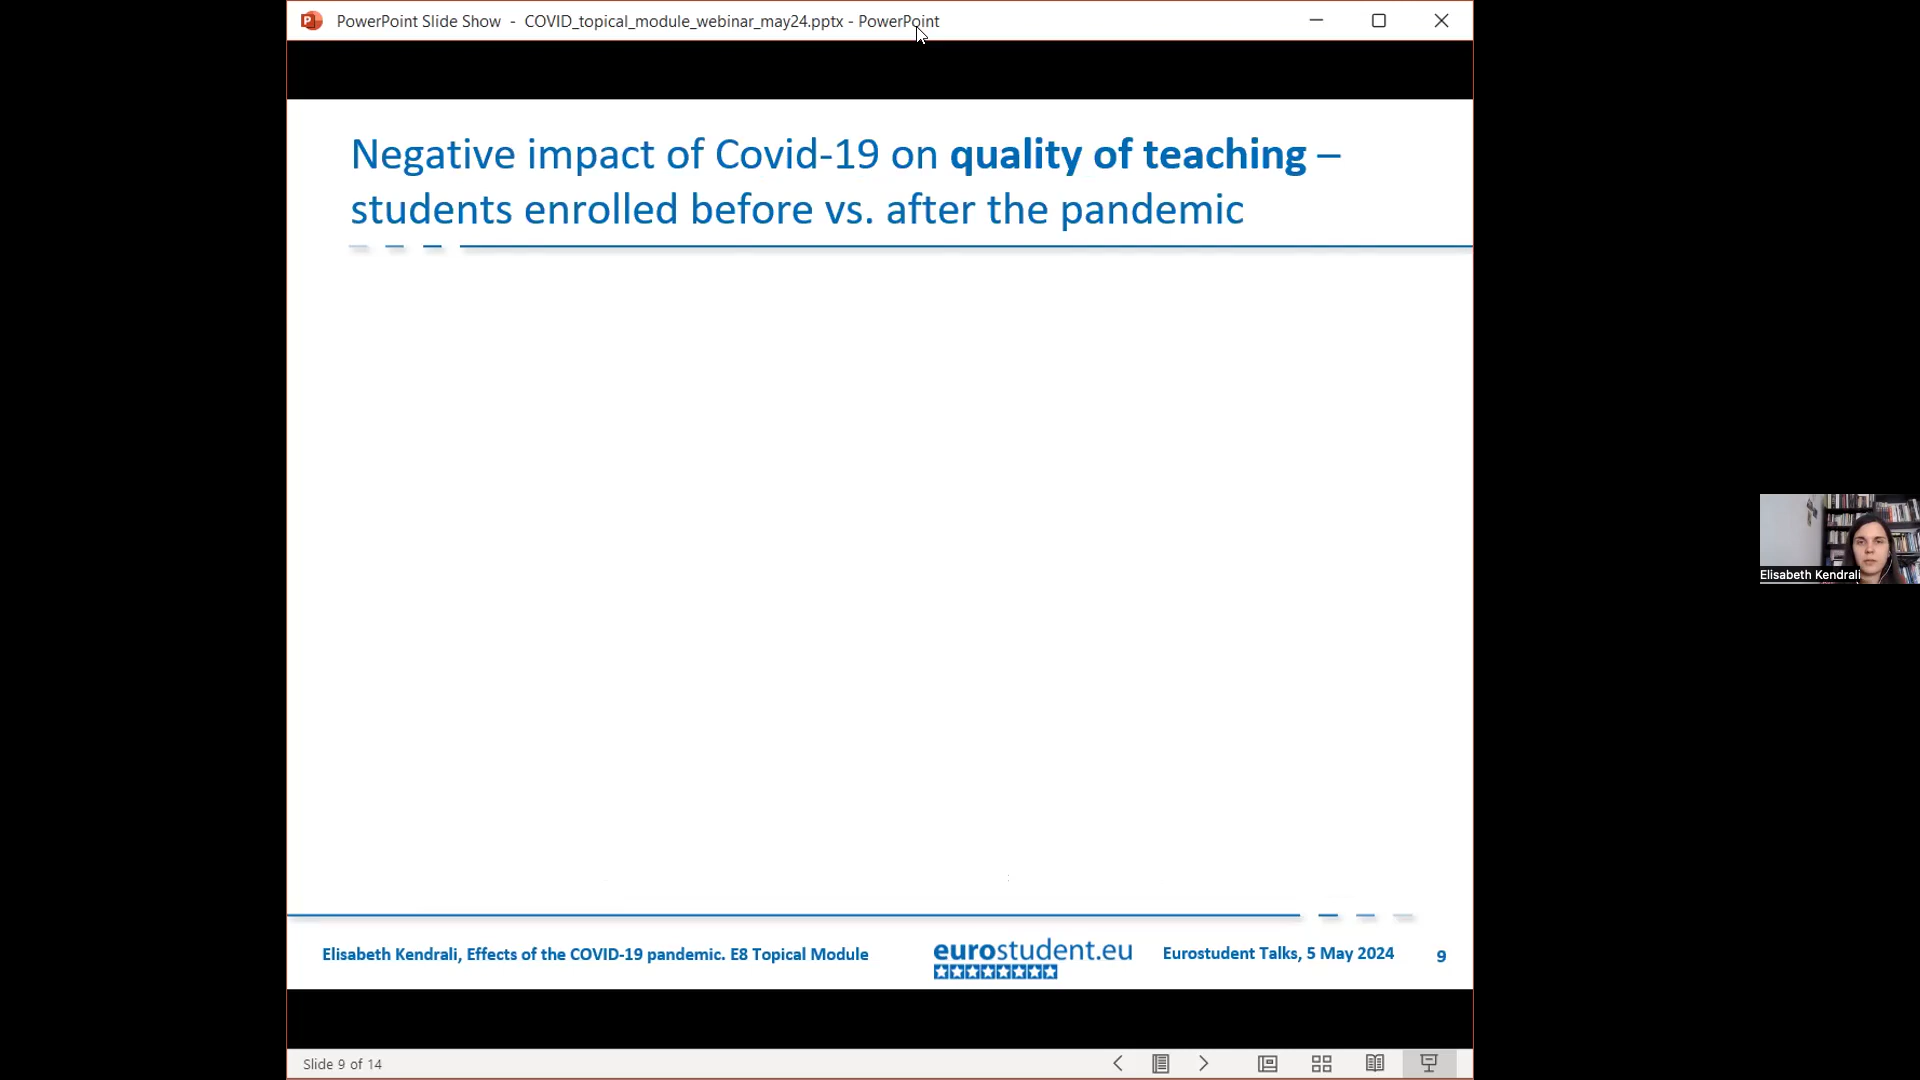 PowerPoint Slide Show - COVID_topical_module_webinar_may24.pptx - PowerPoint
Negative impact of Covid-19 on quality of teaching –
students enrolled before vs. after the pandemic
Elisabeth Kendrali
Elisabeth Kendrali, Effects of the COVID-19 pandemic. E8 Topical Module
eurostudent.eu
Eurostudent Talks, 5 May 2024
9
Slide 9 of 14